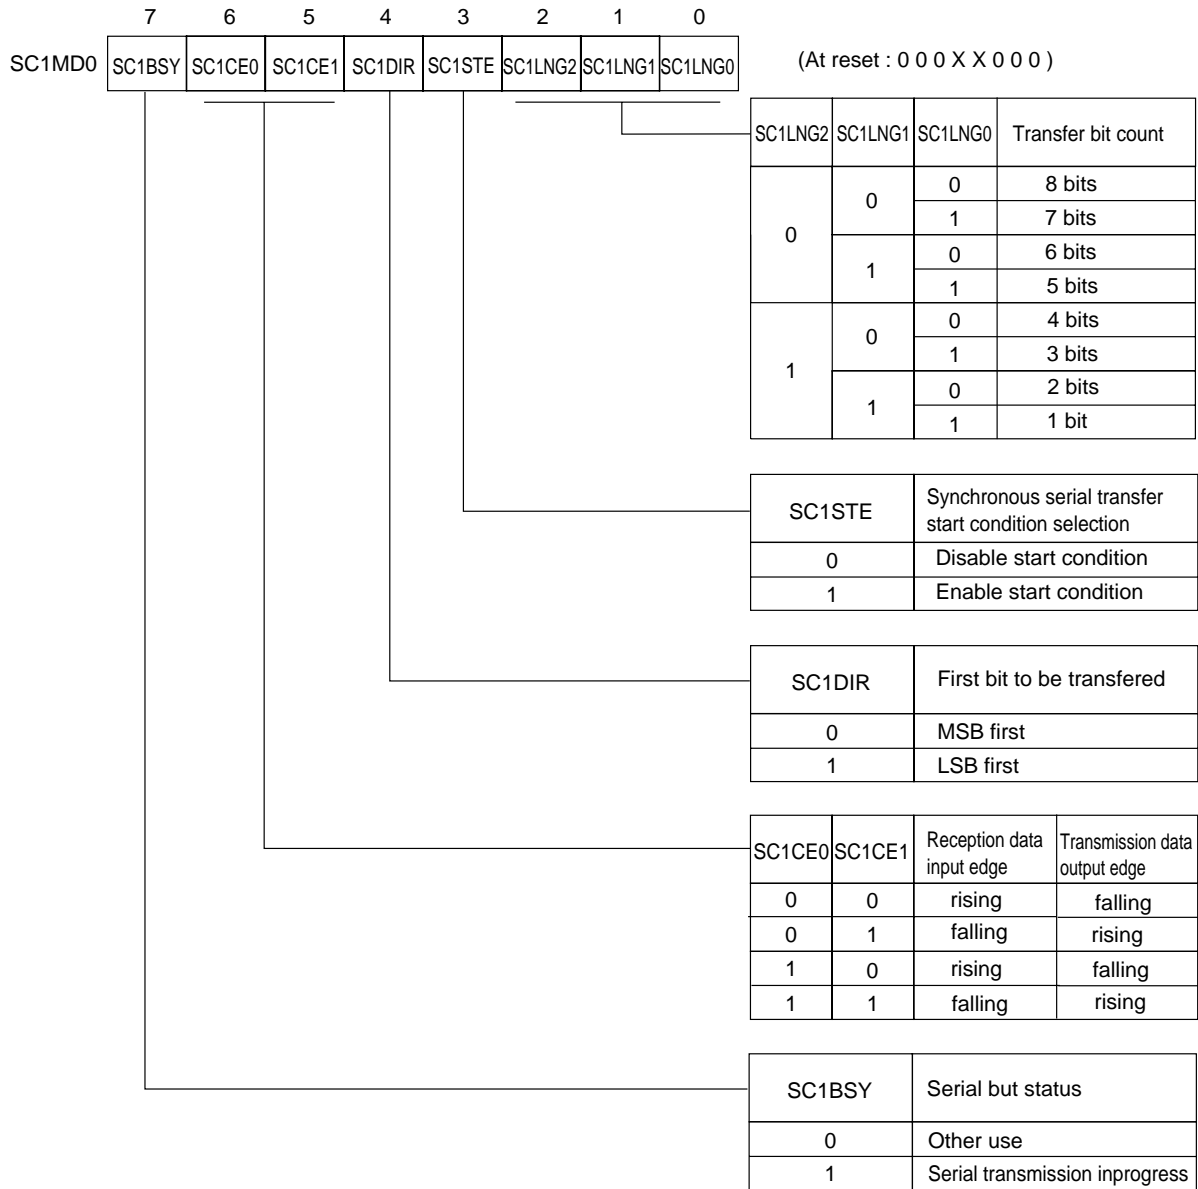 7 6 5 4 3 2 1 0
SC1MD0 SC1BSY SC1CE0 SC1CE1 SC1DIR SC1STE SC1LNG2 SC1LNG1 SC1LNG0 (At reset : 0 0 0 X X 0 0 0 )
SC1LNG2 SC1LNG1 SC1LNG0 Transfer bit count
0 0 0 8 bits
1 7 bits
1 0 6 bits
1 5 bits
1 0 0 4 bits
1 3 bits
1 0 2 bits
1 1 bit
SC1STE Synchronous serial transfer
start condition selection
0 Disable start condition
1 Enable start condition
SC1DIR First bit to be transfered
0 MSB first
1 LSB first
SC1CE0 SC1CE1 Reception data Transmission data
input edge output edge
0 0 rising falling
0 1 falling rising
1 0 rising falling
1 1 falling rising
SC1BSY Serial but status
0 Other use
1 Serial transmission inprogress